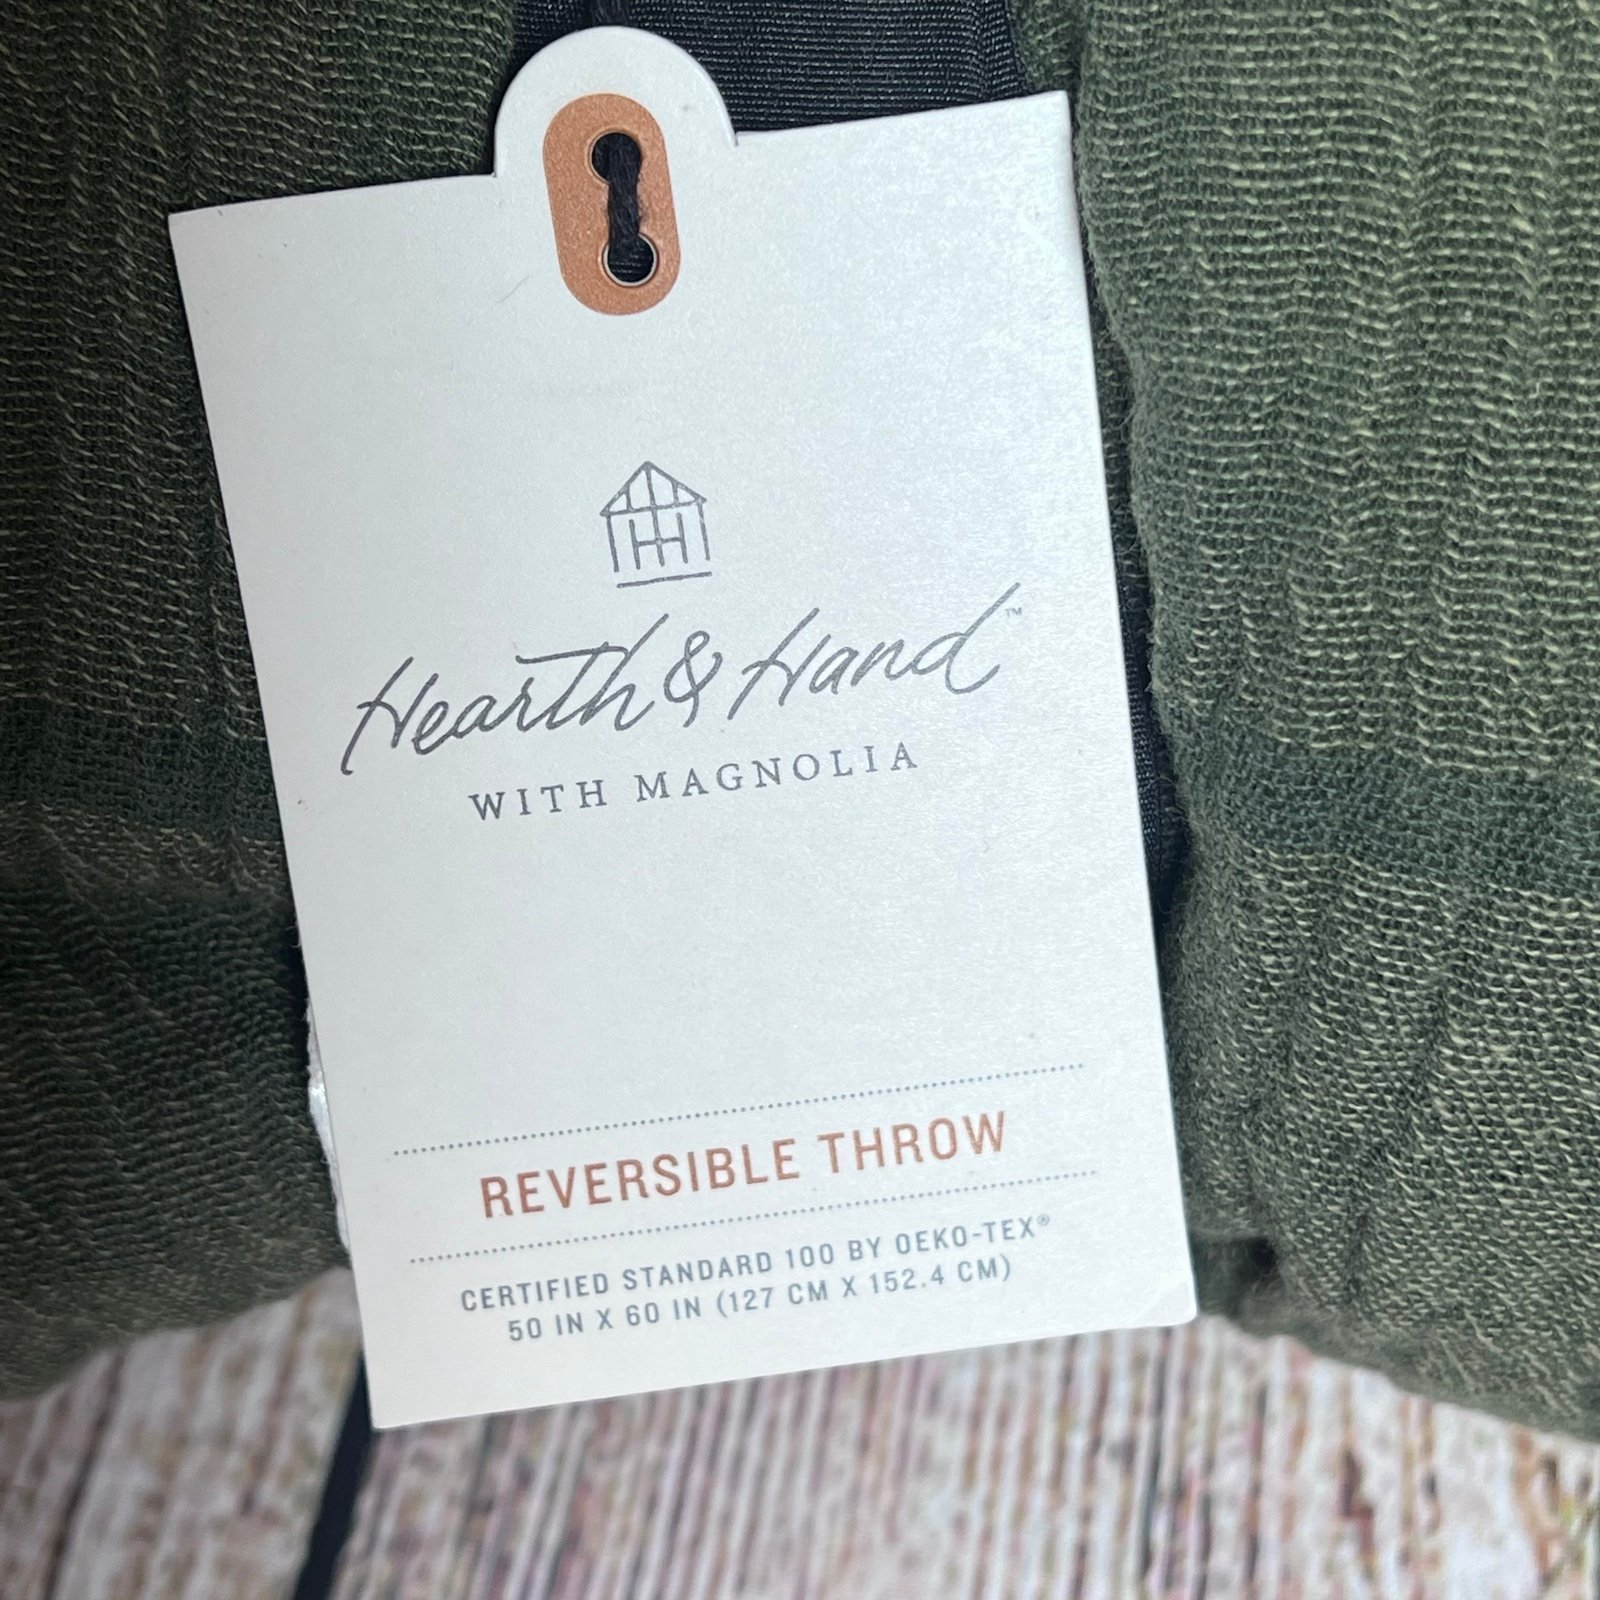 Hearth & Hand™
WITH MAGNOLIA
REVERSIBLE THROW
CERTIFIED STANDARD 100 BY OEKO-TEX®
50 IN X 60 IN (127 CM X 152.4 CM)